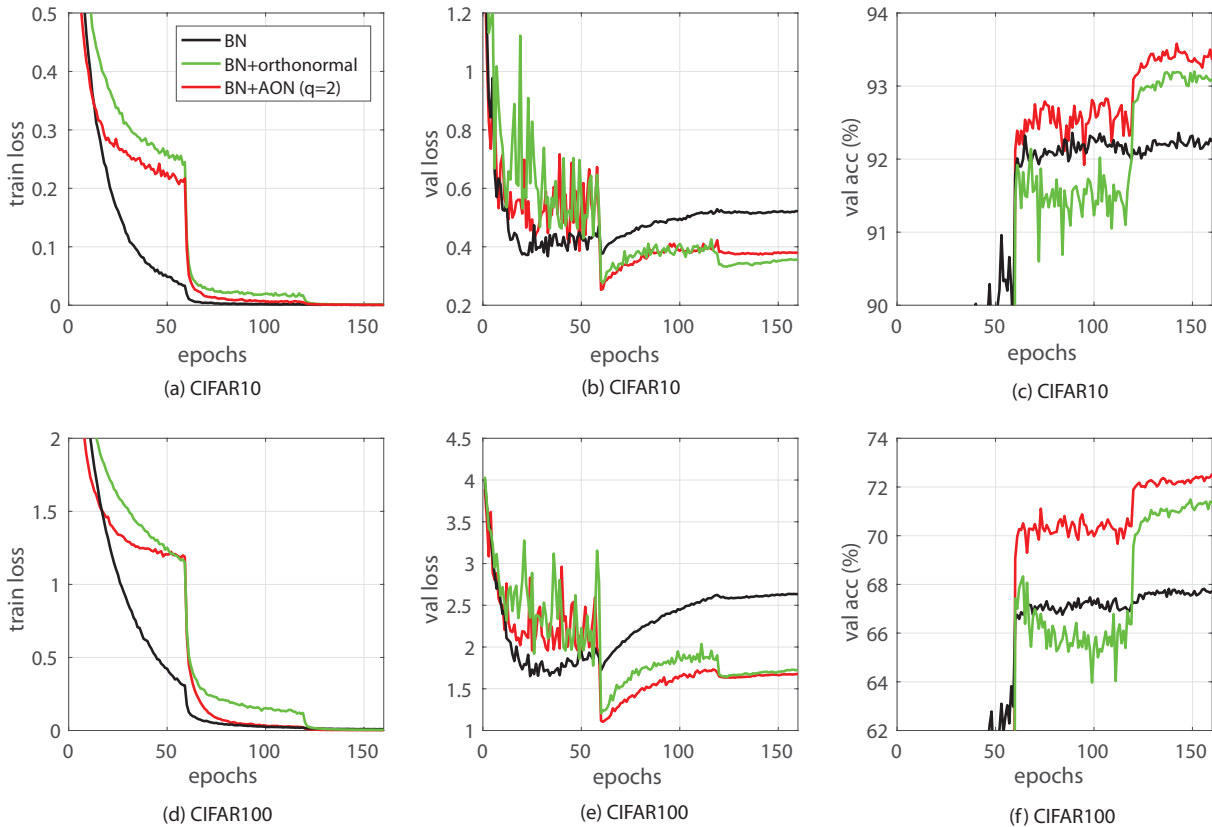 0.5
0.4
0.3
0.2
0.1
0
0 50 100 150
train loss
epochs
BN
BN+orthonormal
BN+AON (q=2)
(a) CIFAR10
1.2
1
0.8
0.6
0.4
0.2
0 50 100 150
val loss
epochs
(b) CIFAR10
94
93
92
91
90
0 50 100 150
val acc (%)
epochs
(c) CIFAR10
2
1.5
1
0.5
0
0 50 100 150
train loss
epochs
(d) CIFAR100
4.5
4
3.5
3
2.5
2
1.5
1
0 50 100 150
val loss
epochs
(e) CIFAR100
74
72
70
68
66
64
62
0 50 100 150
val acc (%)
epochs
(f) CIFAR100